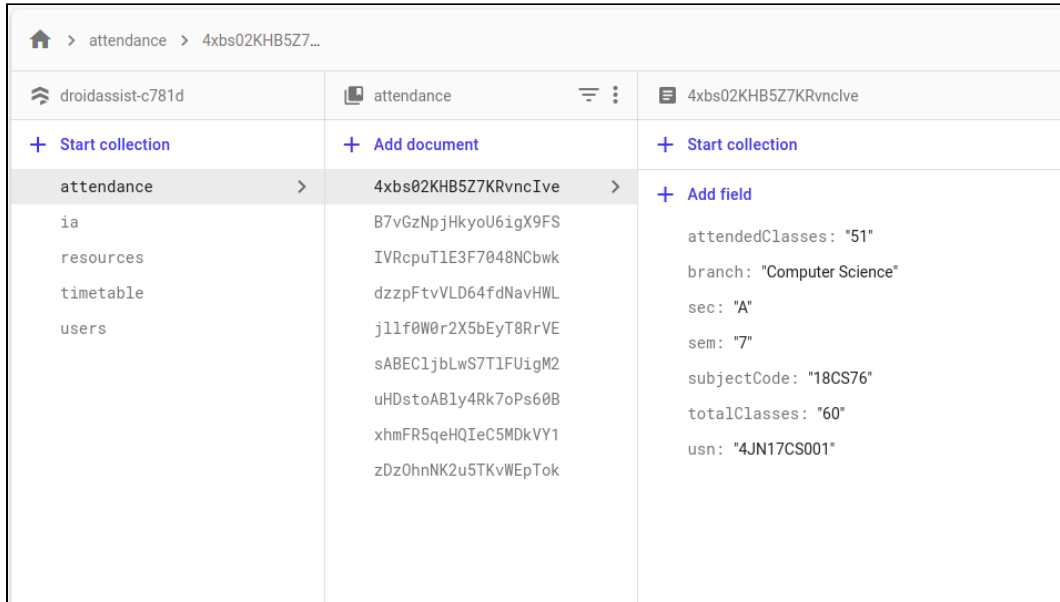 attendance > 4xbs02KHB5Z7...
droidassist-c781d
+ Start collection
attendance
ia
resources
timetable
users
attendance
+ Add document
4xbs02KHB5Z7KRvncIve
B7vGzNpjHkyoU6igX9FS
IVRcpuTlE3F7048NCbwk
dzzpFtvVLD64fdNavHWL
jllf0W0r2X5bEyT8RrVE
sABECljbLwS7TlFUigM2
uHDstoABly4Rk7oPs60B
xhmFR5qeHQIeC5MDkVY1
zDzOhnNK2u5TKvWEpTok
4xbs02KHB5Z7KRvncIve
+ Start collection
+ Add field
attendedClasses: "51"
branch: "Computer Science"
sec: "A"
sem: "7"
subjectCode: "18CS76"
totalClasses: "60"
usn: "4JN17CS001"